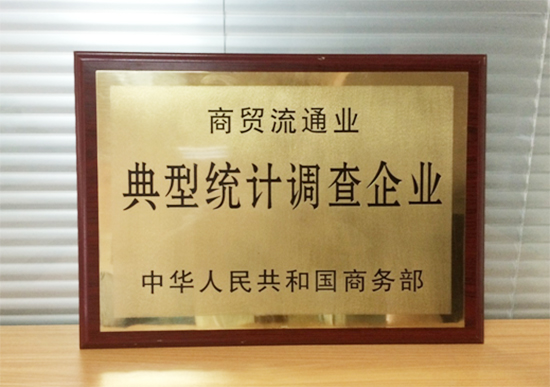 商贸流通业
典型统计调查企业
中华人民共和国商务部